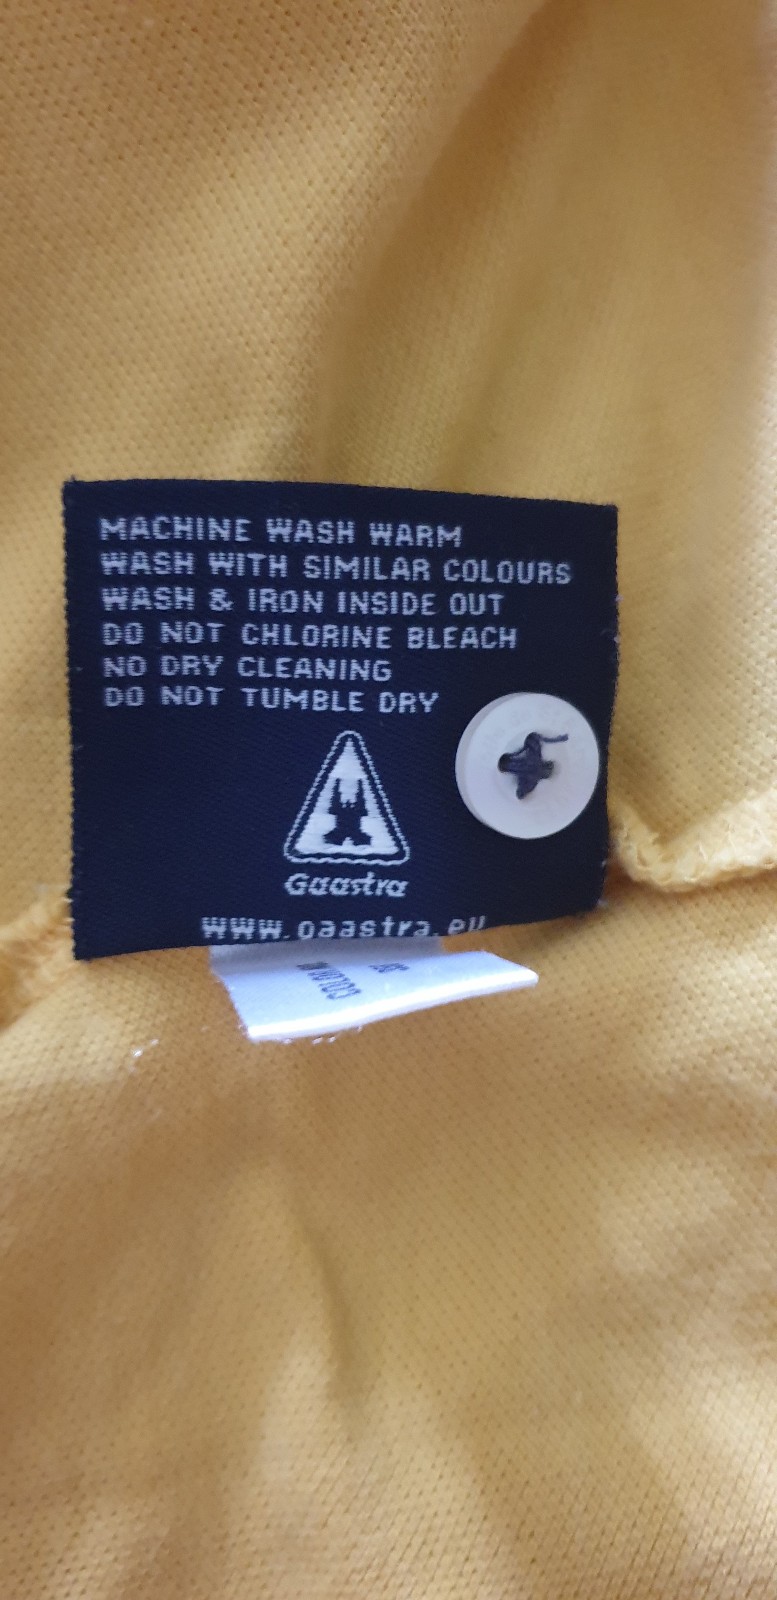 MACHINE WASH WARM
WASH WITH SIMILAR COLOURS
WASH & IRON INSIDE OUT
DO NOT CHLORINE BLEACH
NO DRY CLEANING
DO NOT TUMBLE DRY
Gaastra
www.gaastra.eu